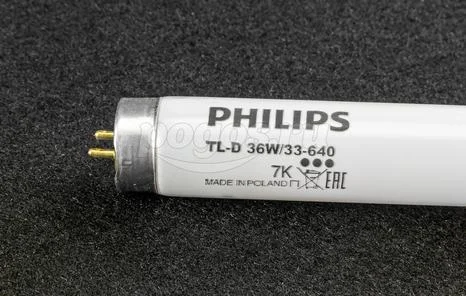 PHILIPS
TL-D 36W/33-640
7K EAC
MADE IN POLAND